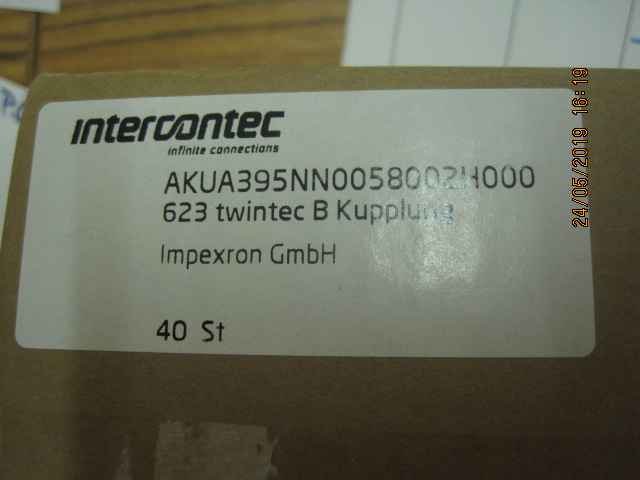 intercontec
infinite connections
AKUA395NN0058002H000
623 twintec B Kupplung
Impexron GmbH
40 St
24/05/2019 16:19